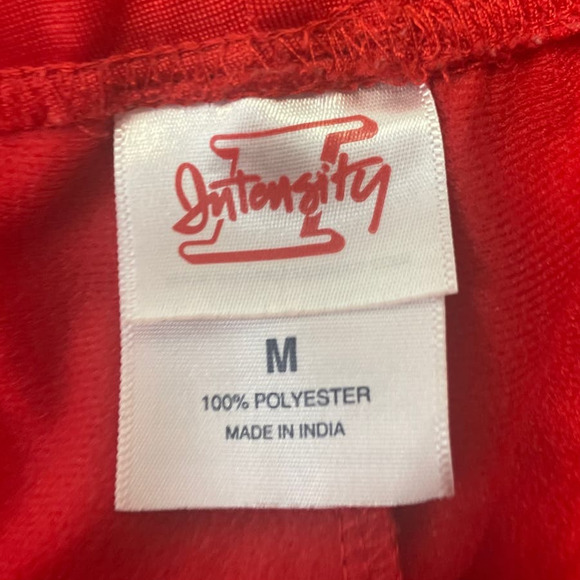 Intensity
M
100% POLYESTER
MADE IN INDIA